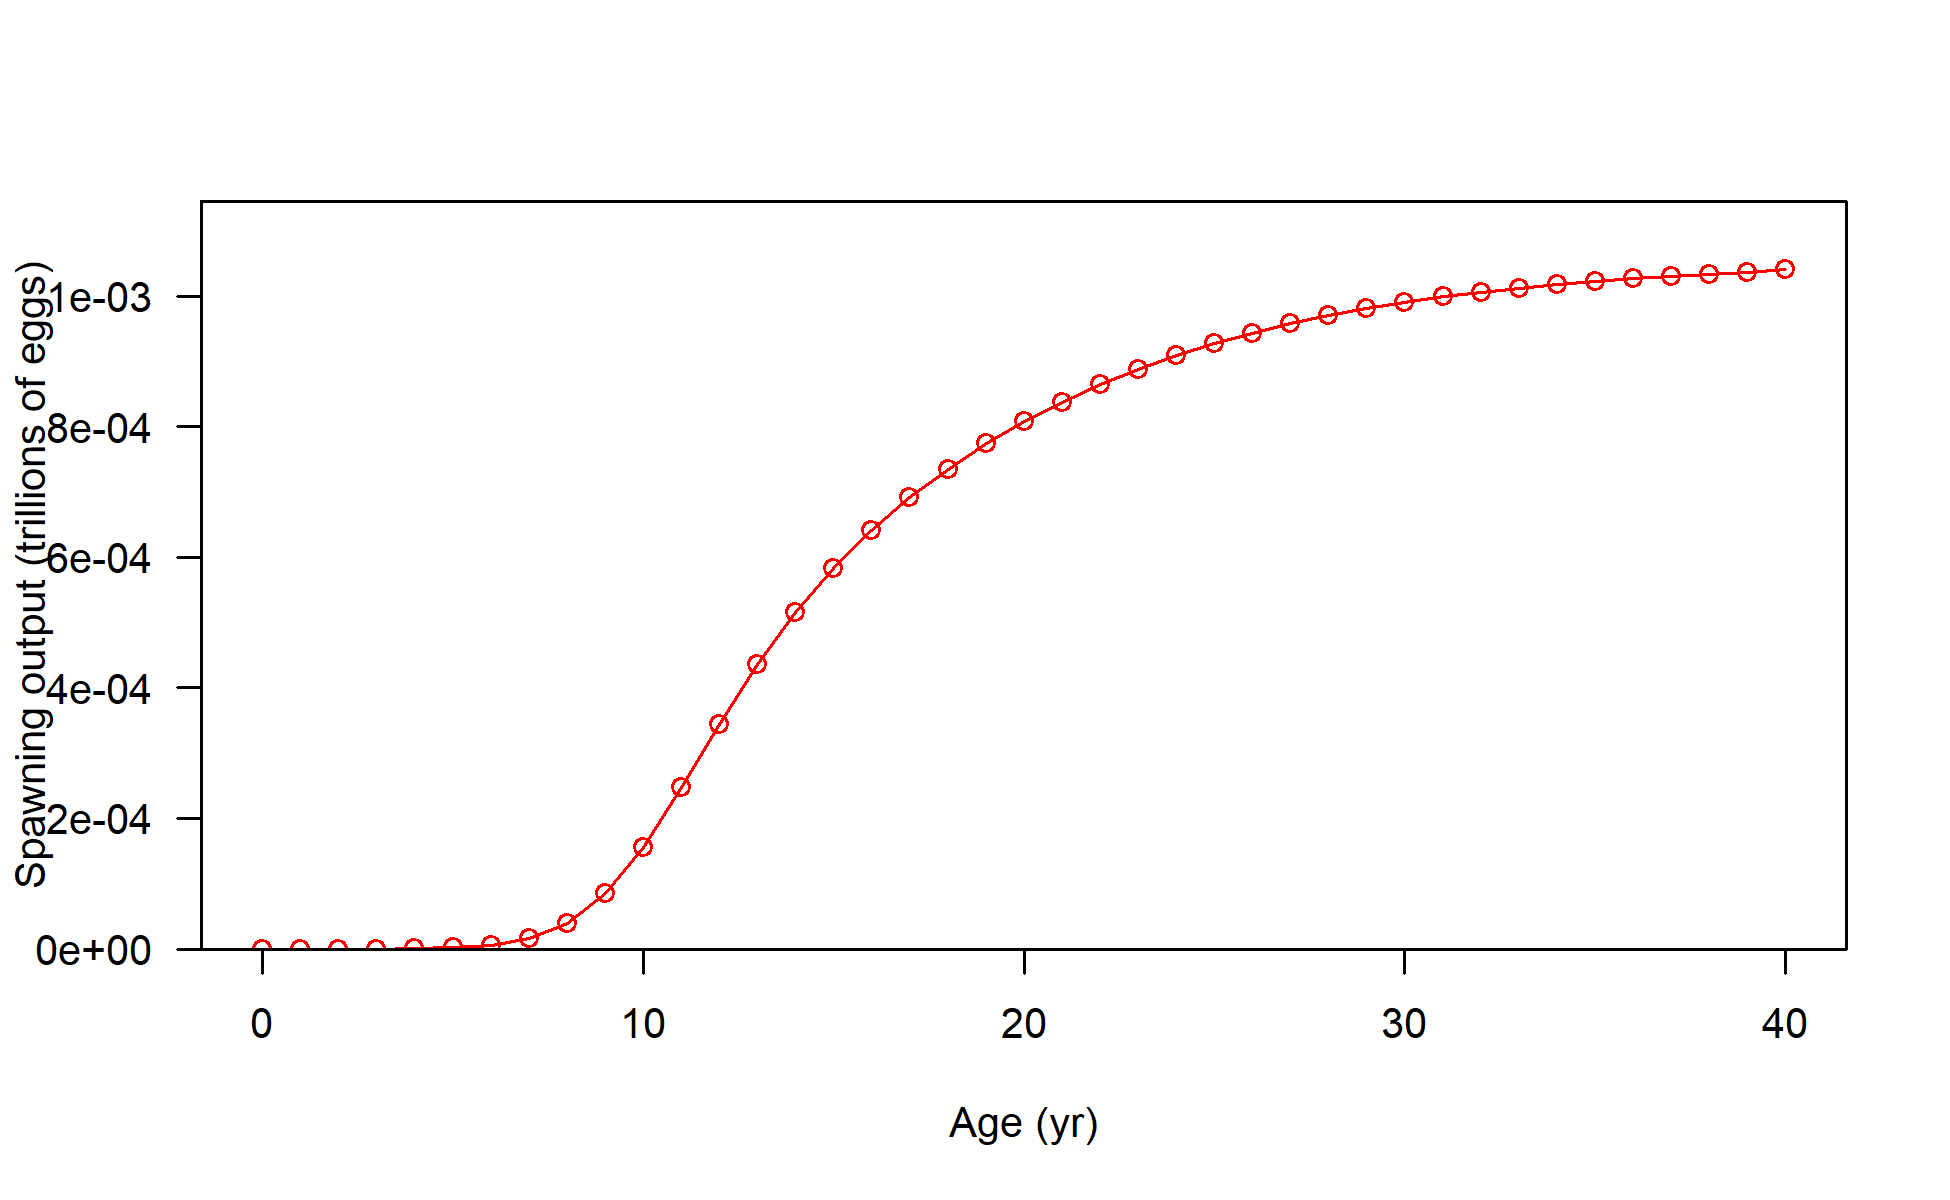 Spawning output (trillions of eggs)
1e-03
8e-04
6e-04
4e-04
2e-04
0e+00
0 10 20 30 40
Age (yr)